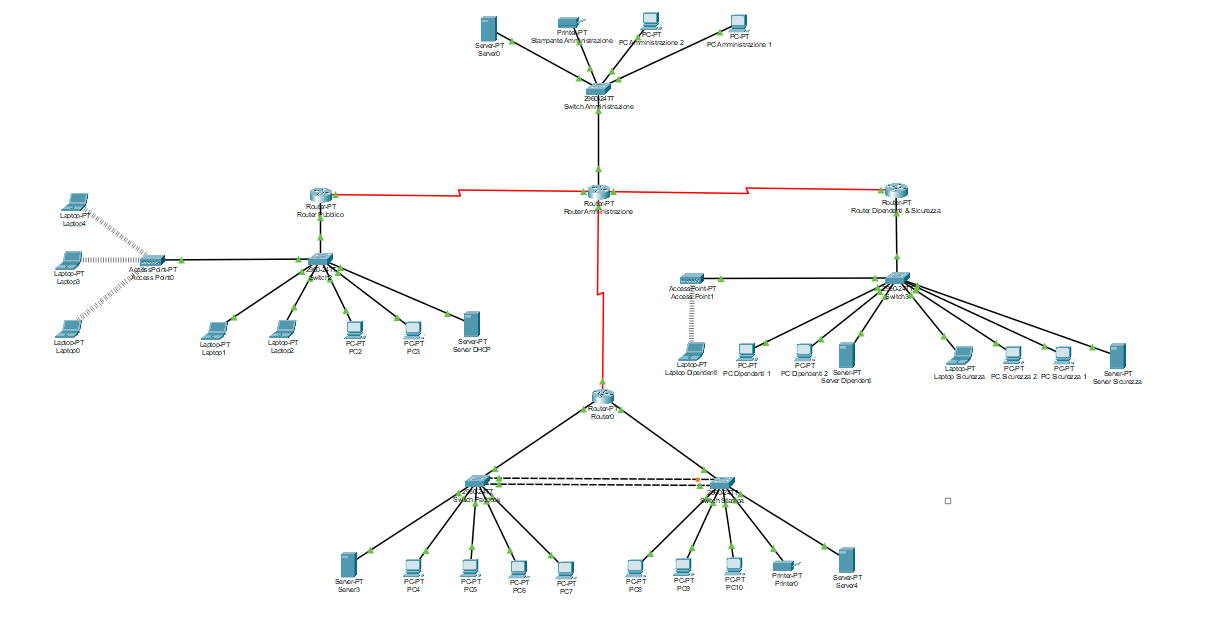 Server-PT
Server0
Printer-PT
Stampante Amministrazione
PC-PT
PC Amministrazione 2
PC-PT
PC Amministrazione 1
2960-24TT
Switch Amministrazione
Router-PT
Router Pubblico
Router-PT
Router Amministrazione
Router-PT
Router Dipendenti & Sicurezza
Laptop-PT
Laptop4
Laptop-PT
Laptop3
AccessPoint-PT
Access Point0
Laptop-PT
Laptop0
2960-24TT
Laptop-PT
Laptop1
Laptop-PT
Laptop2
PC-PT
PC2
PC-PT
PC3
Server-PT
Server DHCP
AccessPoint-PT
Access Point1
2960-24TT
Switch3
Laptop-PT
Laptop Dipendenti
PC-PT
PC Dipendenti 1
PC-PT
PC Dipendenti 2
Server-PT
Server Dipendenti
Laptop-PT
Laptop Sicurezza
PC-PT
PC Sicurezza 2
PC-PT
PC Sicurezza 1
Server-PT
Server Sicurezza
Router-PT
Router0
2960-24TT
Switch
2960-24TT
Switch
Server-PT
Server3
PC-PT
PC4
PC-PT
PC5
PC-PT
PC6
PC-PT
PC7
PC-PT
PC8
PC-PT
PC9
PC-PT
PC10
Printer-PT
Printer0
Server-PT
Server4